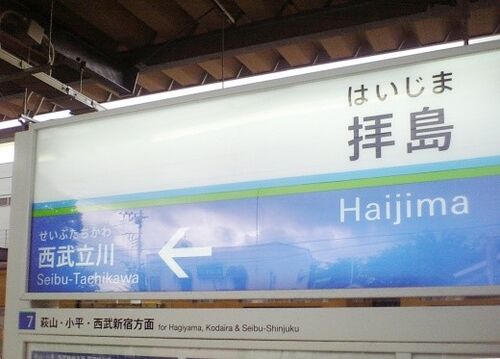 はいじま
拝島
Haijima
せいぶたちかわ
西武立川
Seibu-Tachikawa
7 萩山・小平・西武新宿方面 for Hagiyama, Kodaira & Seibu-Shinjuku